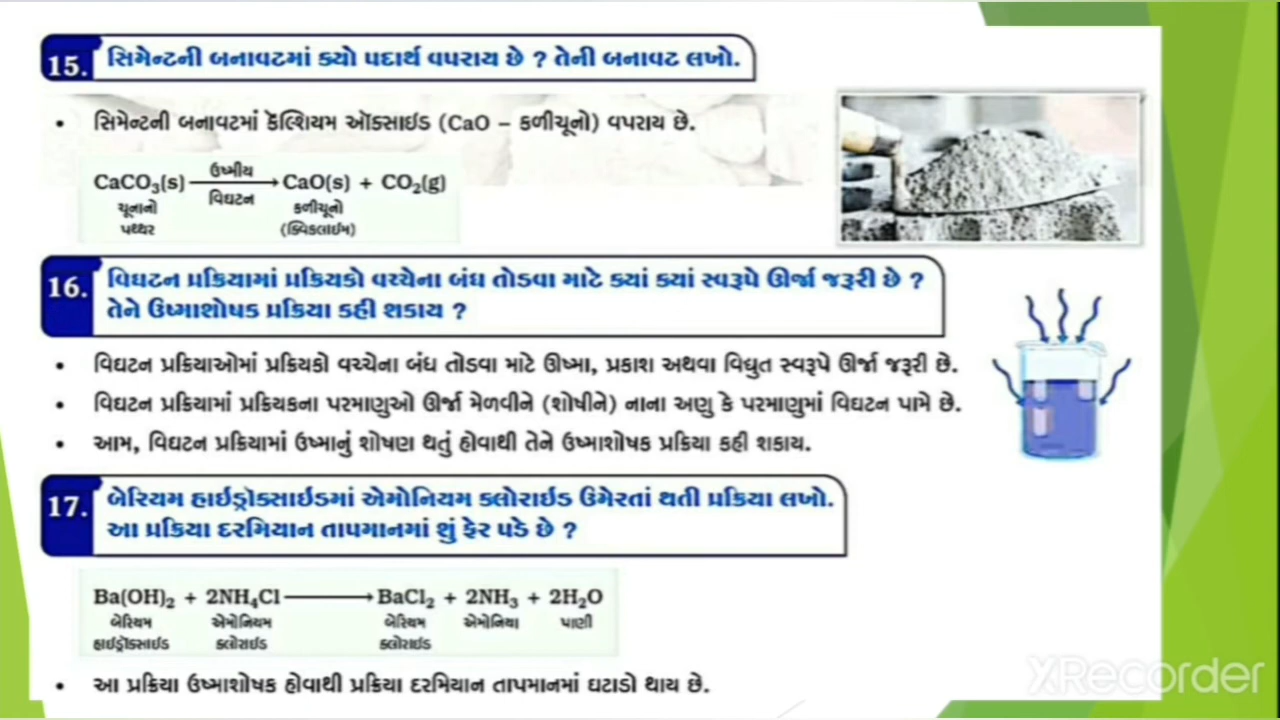 15. સિમેન્ટની બનાવટમાં ક્યો પદાર્થ વપરાય છે ? તેની બનાવટ લખો.
• સિમેન્ટની બનાવટમાં કૅલ્શિયમ ઑક્સાઇડ (CaO – કળીચૂનો) વપરાય છે.
ઉષ્મીય
CaCO₃(s) ⟶ CaO(s) + CO₂(g)
વિઘટન
ચૂનાનો કળીચૂનો
પથ્થર (ક્વિકલાઈમ)
16. વિઘટન પ્રક્રિયામાં પ્રક્રિયકો વચ્ચેના બંધ તોડવા માટે ક્યાં ક્યાં સ્વરૂપે ઊર્જા જરૂરી છે ?
તેને ઉષ્માશોષક પ્રક્રિયા કહી શકાય ?
• વિઘટન પ્રક્રિયાઓમાં પ્રક્રિયકો વચ્ચેના બંધ તોડવા માટે ઊષ્મા, પ્રકાશ અથવા વિદ્યુત સ્વરૂપે ઊર્જા જરૂરી છે.
• વિઘટન પ્રક્રિયામાં પ્રક્રિયકના પરમાણુઓ ઊર્જા મેળવીને (શોષીને) નાના અણુ કે પરમાણુમાં વિઘટન પામે છે.
• આમ, વિઘટન પ્રક્રિયામાં ઉષ્માનું શોષણ થતું હોવાથી તેને ઉષ્માશોષક પ્રક્રિયા કહી શકાય.
17. બેરિયમ હાઇડ્રૉક્સાઇડમાં એમોનિયમ ક્લોરાઇડ ઉમેરતાં થતી પ્રક્રિયા લખો.
આ પ્રક્રિયા દરમિયાન તાપમાનમાં શું ફેર પડે છે ?
Ba(OH)₂ + 2NH₄Cl ⟶ BaCl₂ + 2NH₃ + 2H₂O
બેરિયમ એમોનિયમ બેરિયમ એમોનિયા પાણી
હાઇડ્રૉક્સાઇડ ક્લોરાઇડ ક્લોરાઇડ
• આ પ્રક્રિયા ઉષ્માશોષક હોવાથી પ્રક્રિયા દરમિયાન તાપમાનમાં ઘટાડો થાય છે.
XRecorder